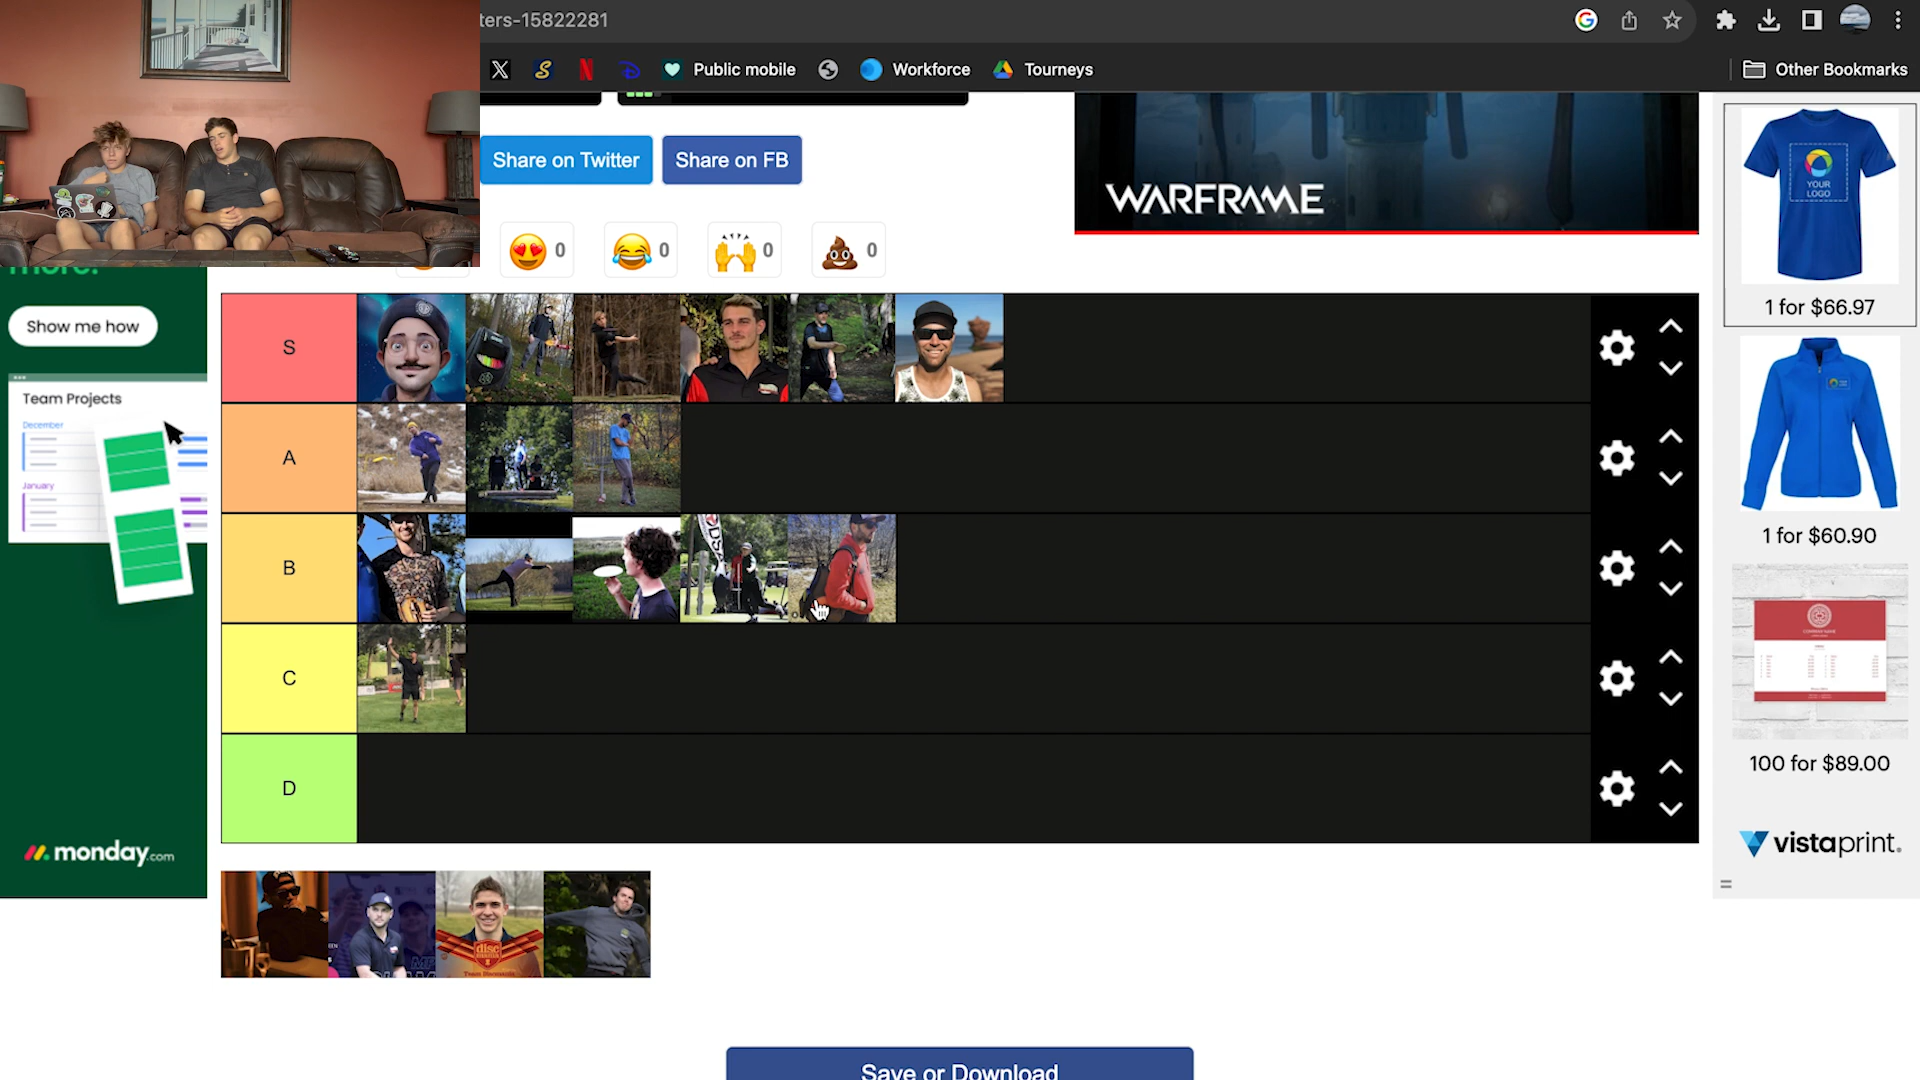 ters-15822281
Public mobile
Workforce
Tourneys
Other Bookmarks
Share on Twitter
Share on FB
WARFRAME
0
0
0
0
YOUR
LOGO
1 for $66.97
1 for $60.90
100 for $89.00
vistaprint.
more.
Show me how
Team Projects
December
January
monday.com
S
A
B
C
D
disc
Save or Download